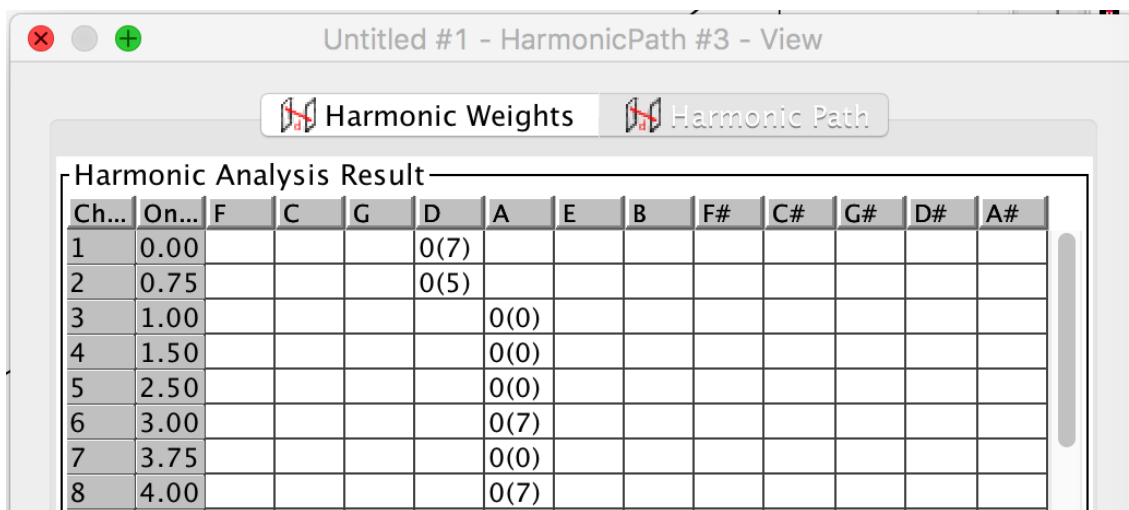 Untitled #1 - HarmonicPath #3 - View
Harmonic Weights Harmonic Path
Harmonic Analysis Result
Ch... On... F C G D A E B F# C# G# D# A#
1 0.00 0(7)
2 0.75 0(5)
3 1.00 0(0)
4 1.50 0(0)
5 2.50 0(0)
6 3.00 0(7)
7 3.75 0(0)
8 4.00 0(7)